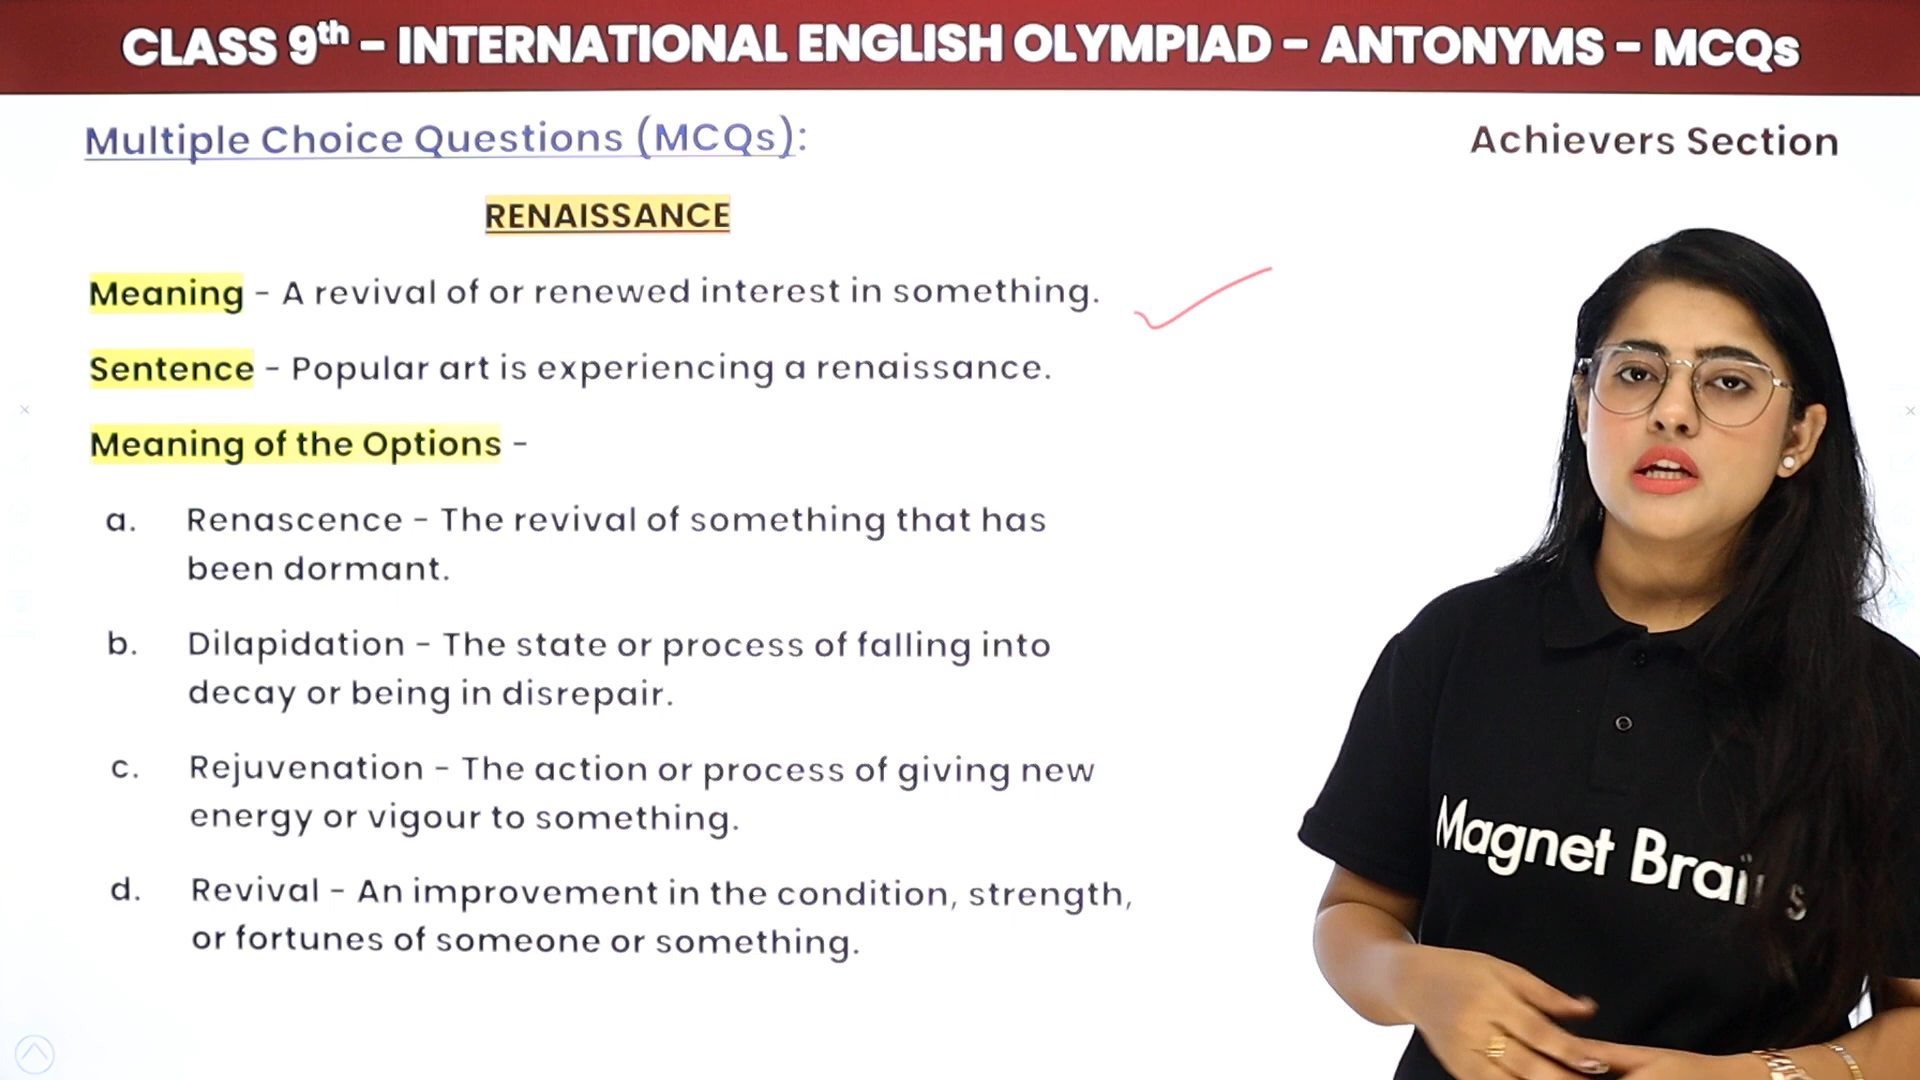 CLASS 9th – INTERNATIONAL ENGLISH OLYMPIAD – ANTONYMS – MCQs
Multiple Choice Questions (MCQs):
Achievers Section
RENAISSANCE
Meaning - A revival of or renewed interest in something.
Sentence - Popular art is experiencing a renaissance.
Meaning of the Options -
a. Renascence - The revival of something that has
been dormant.
b. Dilapidation - The state or process of falling into
decay or being in disrepair.
c. Rejuvenation - The action or process of giving new
energy or vigour to something.
d. Revival - An improvement in the condition, strength,
or fortunes of someone or something.
Magnet Brains